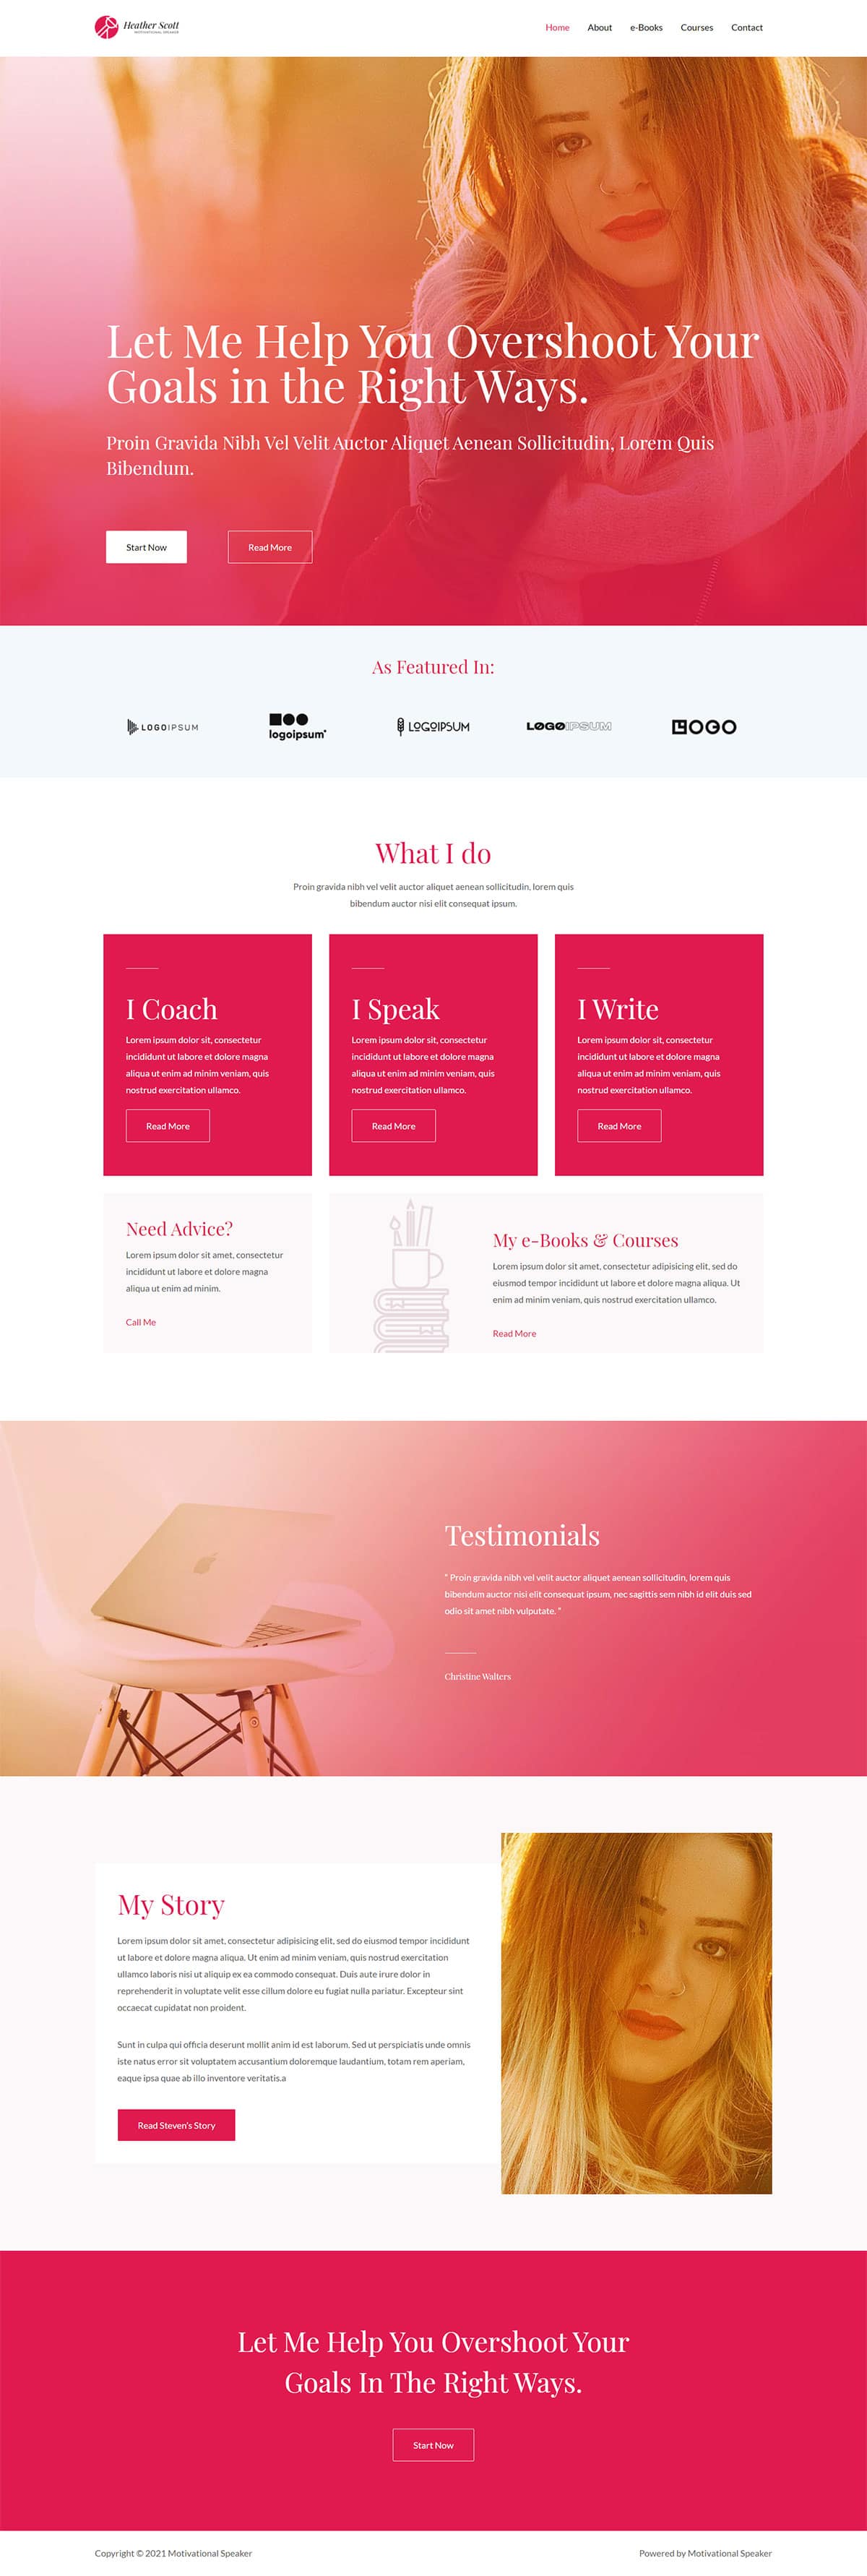 Heather Scott
MOTIVATIONAL SPEAKER
Home
About
e-Books
Courses
Contact
Let Me Help You Overshoot Your
Goals in the Right Ways.
Proin Gravida Nibh Vel Velit Auctor Aliquet Aenean Sollicitudin, Lorem Quis
Bibendum.
Start Now
Read More
As Featured In:
LOGOIPSUM
logoipsum
LOGOIPSUM
LOGOIPSUM
LOGO
What I do
Proin gravida nibh vel velit auctor aliquet aenean sollicitudin, lorem quis
bibendum auctor nisi elit consequat ipsum.
I Coach
Lorem ipsum dolor sit, consectetur
incididunt ut labore et dolore magna
aliqua ut enim ad minim veniam, quis
nostrud exercitation ullamco.
Read More
I Speak
Lorem ipsum dolor sit, consectetur
incididunt ut labore et dolore magna
aliqua ut enim ad minim veniam, quis
nostrud exercitation ullamco.
Read More
I Write
Lorem ipsum dolor sit, consectetur
incididunt ut labore et dolore magna
aliqua ut enim ad minim veniam, quis
nostrud exercitation ullamco.
Read More
Need Advice?
Lorem ipsum dolor sit amet, consectetur
incididunt ut labore et dolore magna
aliqua ut enim ad minim.
Call Me
My e-Books & Courses
Lorem ipsum dolor sit amet, consectetur adipisicing elit, sed do
eiusmod tempor incididunt ut labore et dolore magna aliqua. Ut
enim ad minim veniam, quis nostrud exercitation ullamco.
Read More
Testimonials
" Proin gravida nibh vel velit auctor aliquet aenean sollicitudin, lorem quis
bibendum auctor nisi elit consequat ipsum, nec sagittis sem nibh id elit duis sed
odio sit amet nibh vulputate. "
Christine Walters
My Story
Lorem ipsum dolor sit amet, consectetur adipisicing elit, sed do eiusmod tempor incididunt
ut labore et dolore magna aliqua. Ut enim ad minim veniam, quis nostrud exercitation
ullamco laboris nisi ut aliquip ex ea commodo consequat. Duis aute irure dolor in
reprehenderit in voluptate velit esse cillum dolore eu fugiat nulla pariatur. Excepteur sint
occaecat cupidatat non proident.
Sunt in culpa qui officia deserunt mollit anim id est laborum. Sed ut perspiciatis unde omnis
iste natus error sit voluptatem accusantium doloremque laudantium, totam rem aperiam,
eaque ipsa quae ab illo inventore veritatis.a
Read Steven's Story
Let Me Help You Overshoot Your
Goals In The Right Ways.
Start Now
Copyright © 2021 Motivational Speaker
Powered by Motivational Speaker